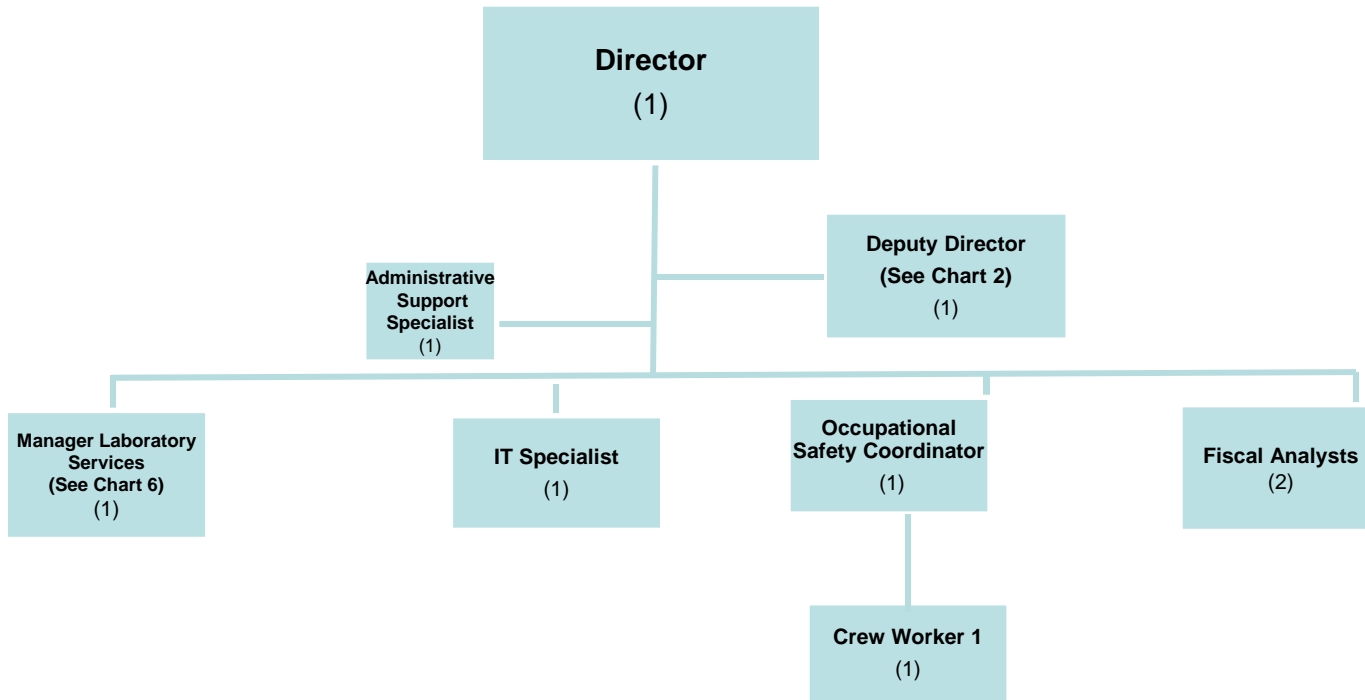 Director
(1)
Deputy Director
(See Chart 2)
(1)
Administrative
Support
Specialist
(1)
Manager Laboratory
Services
(See Chart 6)
(1)
IT Specialist
(1)
Occupational
Safety Coordinator
(1)
Fiscal Analysts
(2)
Crew Worker 1
(1)